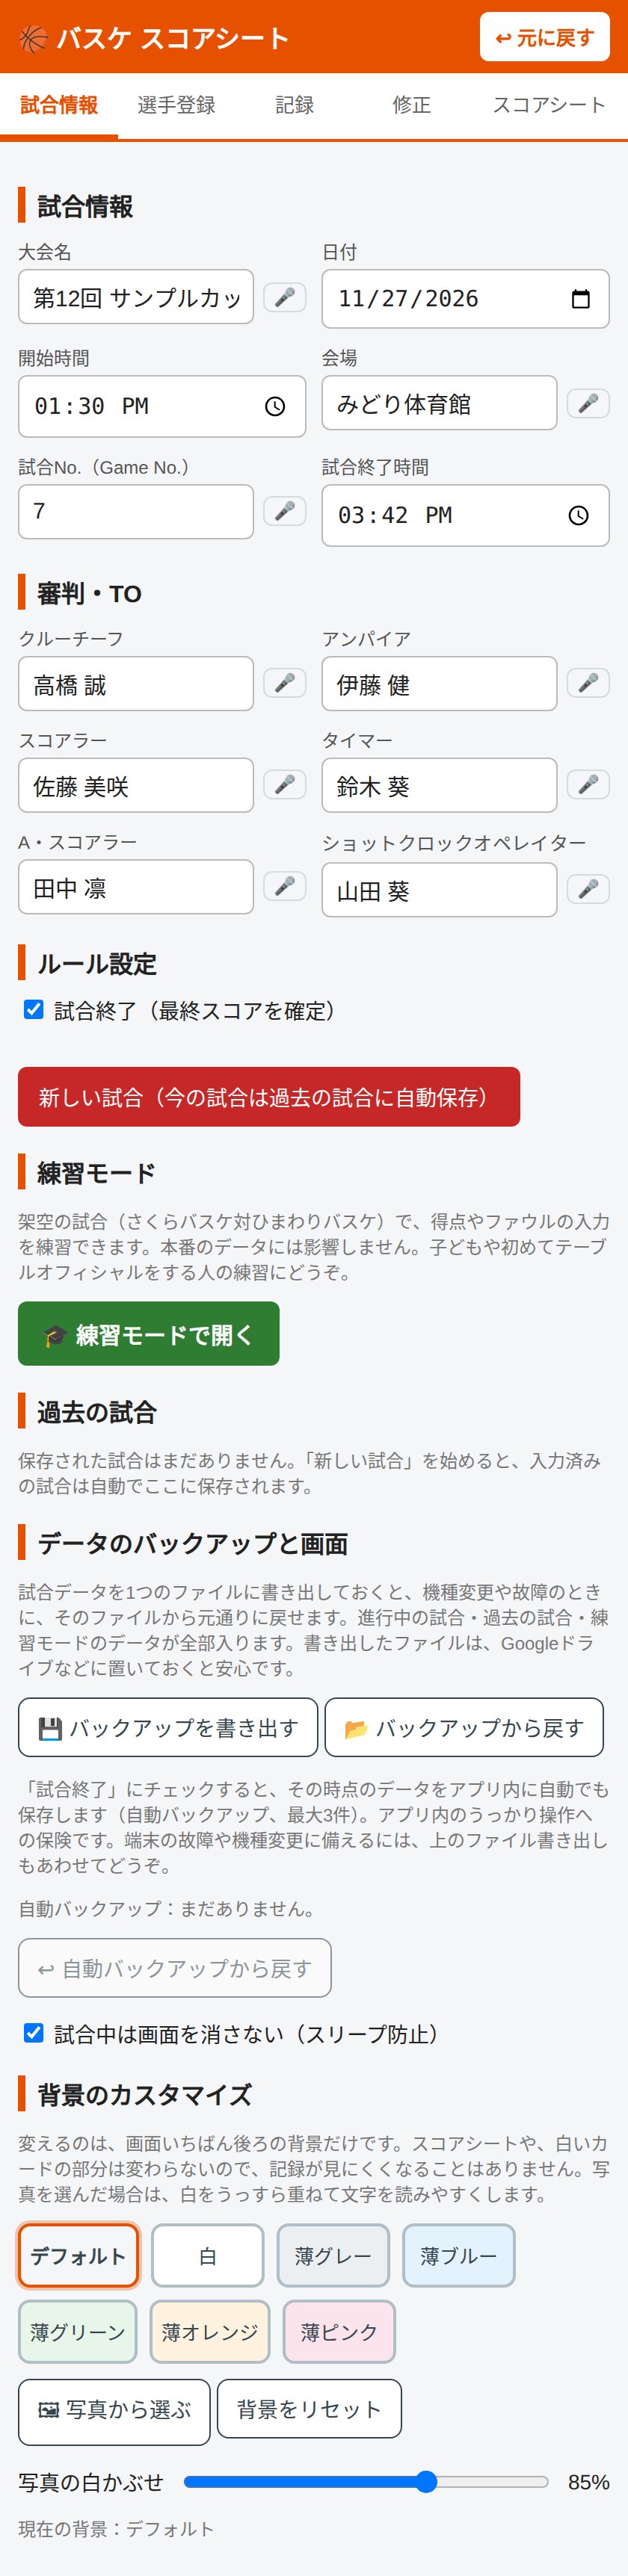 🏀 バスケ スコアシート
↩ 元に戻す
試合情報 選手登録 記録 修正 スコアシート
試合情報
大会名 日付
第12回 サンプルカッ 🎤 11/27/2026
開始時間 会場
01:30 PM みどり体育館 🎤
試合No.（Game No.） 試合終了時間
7 🎤 03:42 PM
審判・TO
クルーチーフ アンパイア
高橋 誠 🎤 伊藤 健 🎤
スコアラー タイマー
佐藤 美咲 🎤 鈴木 葵 🎤
A・スコアラー ショットクロックオペレイター
田中 凛 🎤 山田 葵 🎤
ルール設定
試合終了（最終スコアを確定）
新しい試合（今の試合は過去の試合に自動保存）
練習モード
架空の試合（さくらバスケ対ひまわりバスケ）で、得点やファウルの入力
を練習できます。本番のデータには影響しません。子どもや初めてテーブ
ルオフィシャルをする人の練習にどうぞ。
🎓 練習モードで開く
過去の試合
保存された試合はまだありません。「新しい試合」を始めると、入力済み
の試合は自動でここに保存されます。
データのバックアップと画面
試合データを1つのファイルに書き出しておくと、機種変更や故障のとき
に、そのファイルから元通りに戻せます。進行中の試合・過去の試合・練
習モードのデータが全部入ります。書き出したファイルは、Googleドラ
イブなどに置いておくと安心です。
💾 バックアップを書き出す 📂 バックアップから戻す
「試合終了」にチェックすると、その時点のデータをアプリ内に自動でも
保存します（自動バックアップ、最大3件）。アプリ内のうっかり操作へ
の保険です。端末の故障や機種変更に備えるには、上のファイル書き出し
もあわせてどうぞ。
自動バックアップ：まだありません。
↩ 自動バックアップから戻す
試合中は画面を消さない（スリープ防止）
背景のカスタマイズ
変えるのは、画面いちばん後ろの背景だけです。スコアシートや、白いカ
ードの部分は変わらないので、記録が見にくくなることはありません。写
真を選んだ場合は、白をうっすら重ねて文字を読みやすくします。
デフォルト 白 薄グレー 薄ブルー
薄グリーン 薄オレンジ 薄ピンク
🖼 写真から選ぶ 背景をリセット
写真の白かぶせ 85%
現在の背景：デフォルト